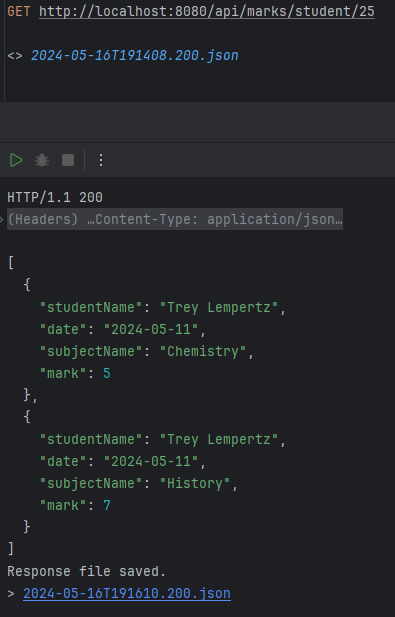 GET http://localhost:8080/api/marks/student/25
<> 2024-05-16T191408.200.json
HTTP/1.1 200
(Headers) …Content-Type: application/json…
[
  {
    "studentName": "Trey Lempertz",
    "date": "2024-05-11",
    "subjectName": "Chemistry",
    "mark": 5
  },
  {
    "studentName": "Trey Lempertz",
    "date": "2024-05-11",
    "subjectName": "History",
    "mark": 7
  }
]
Response file saved.
> 2024-05-16T191610.200.json